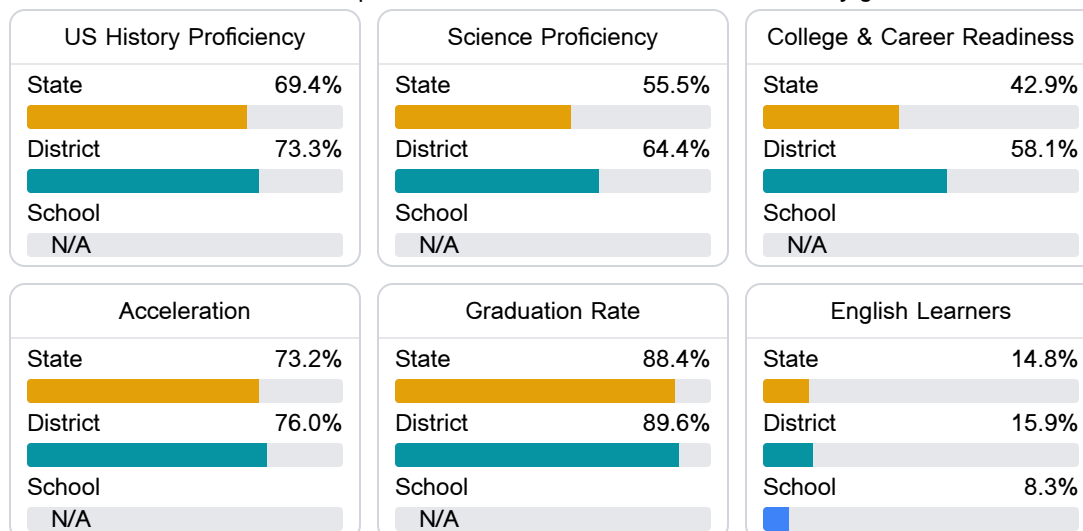 US History Proficiency
State 69.4%
District 73.3%
School
N/A
Science Proficiency
State 55.5%
District 64.4%
School
N/A
College & Career Readiness
State 42.9%
District 58.1%
School
N/A
Acceleration
State 73.2%
District 76.0%
School
N/A
Graduation Rate
State 88.4%
District 89.6%
School
N/A
English Learners
State 14.8%
District 15.9%
School 8.3%